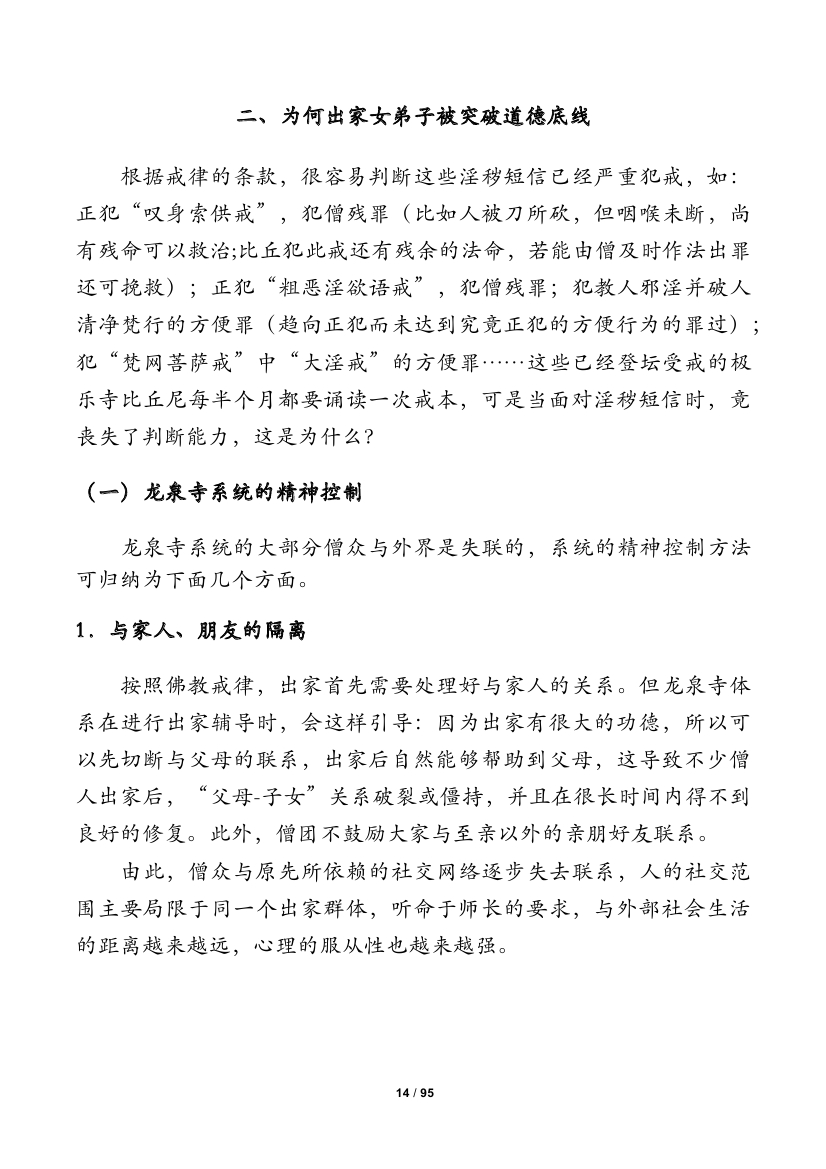 二、为何出家女弟子被突破道德底线
根据戒律的条款，很容易判断这些淫秽短信已经严重犯戒，如：
正犯“叹身索供戒”，犯僧残罪（比如人被刀所砍，但咽喉未断，尚
有残命可以救治;比丘犯此戒还有残余的法命，若能由僧及时作法出罪
还可挽救）；正犯“粗恶淫欲语戒”，犯僧残罪；犯教人邪淫并破人
清净梵行的方便罪（趋向正犯而未达到究竟正犯的方便行为的罪过）；
犯“梵网菩萨戒”中“大淫戒”的方便罪……这些已经登坛受戒的极
乐寺比丘尼每半个月都要诵读一次戒本，可是当面对淫秽短信时，竟
丧失了判断能力，这是为什么?
（一）龙泉寺系统的精神控制
龙泉寺系统的大部分僧众与外界是失联的，系统的精神控制方法
可归纳为下面几个方面。
1．与家人、朋友的隔离
按照佛教戒律，出家首先需要处理好与家人的关系。但龙泉寺体
系在进行出家辅导时，会这样引导：因为出家有很大的功德，所以可
以先切断与父母的联系，出家后自然能够帮助到父母，这导致不少僧
人出家后，“父母-子女”关系破裂或僵持，并且在很长时间内得不到
良好的修复。此外，僧团不鼓励大家与至亲以外的亲朋好友联系。
由此，僧众与原先所依赖的社交网络逐步失去联系，人的社交范
围主要局限于同一个出家群体，听命于师长的要求，与外部社会生活
的距离越来越远，心理的服从性也越来越强。
14 / 95